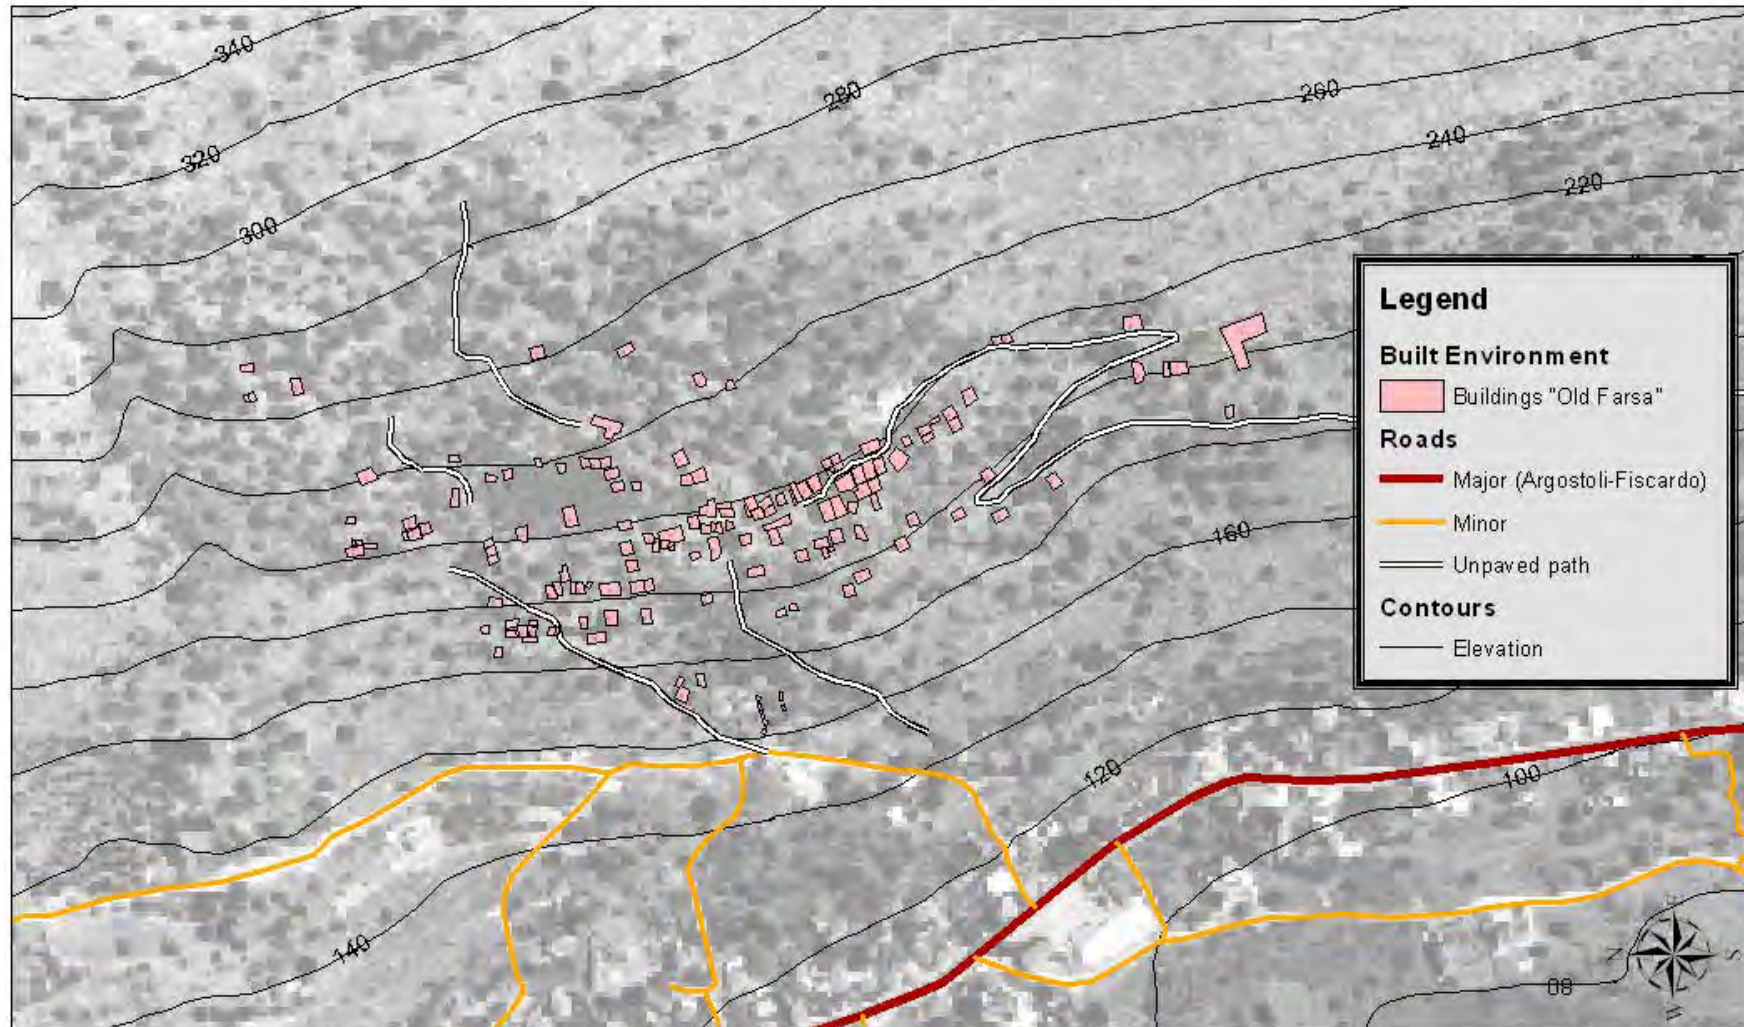 340
280
260
240
320
220
300
Legend
Built Environment
Buildings "Old Farsa"
Roads
Major (Argostoli-Fiscardo)
Minor
Unpaved path
Contours
Elevation
160
120
100
140
80
N
S